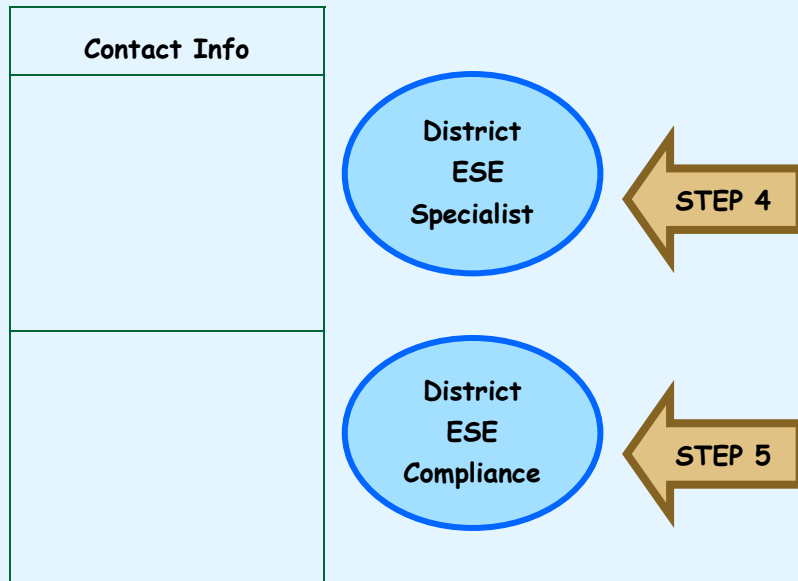 Contact Info
District
ESE
Specialist
STEP 4
District
ESE
Compliance
STEP 5